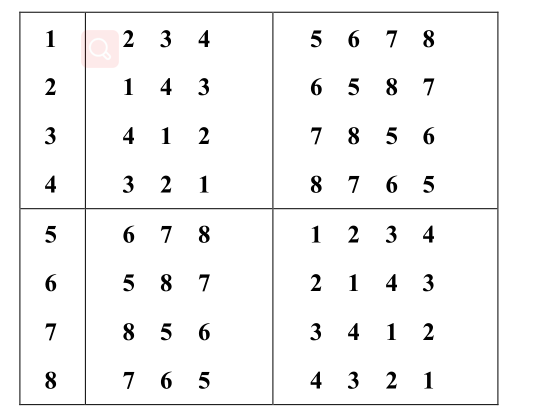 1 2 3 4 5 6 7 8
2 1 4 3 6 5 8 7
3 4 1 2 7 8 5 6
4 3 2 1 8 7 6 5
5 6 7 8 1 2 3 4
6 5 8 7 2 1 4 3
7 8 5 6 3 4 1 2
8 7 6 5 4 3 2 1